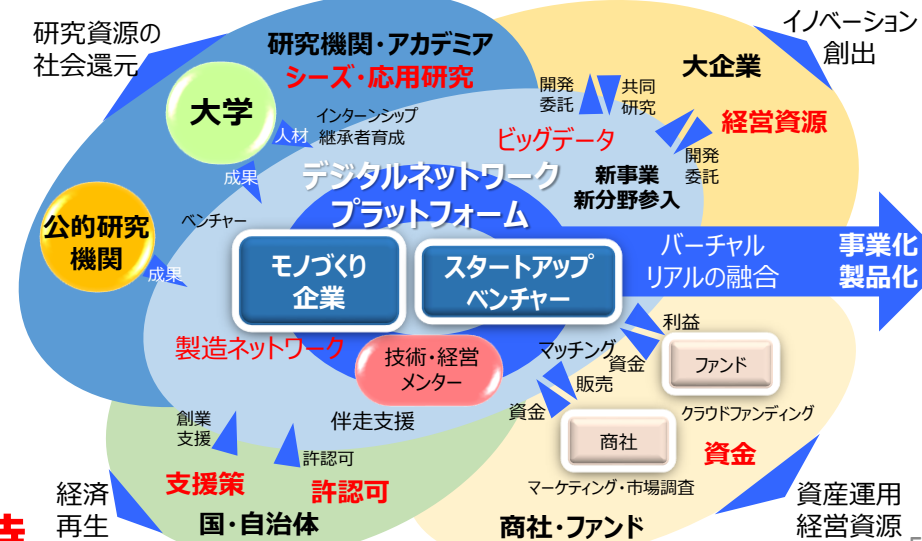 研究資源の
社会還元
研究機関・アカデミア
シーズ・応用研究
大学
人材
インターンシップ
継承者育成
成果
ベンチャー
公的研究
機関
成果
イノベーション
創出
大企業
経営資源
開発
委託
共同
研究
開発
委託
ビッグデータ
新事業
新分野参入
デジタルネットワーク
プラットフォーム
モノづくり
企業
スタートアップ
ベンチャー
バーチャル
リアルの融合
事業化
製品化
製造ネットワーク
技術・経営
メンター
伴走支援
マッチング
利益
資金
ファンド
販売
資金
商社
クラウドファンディング
資金
マーケティング・市場調査
商社・ファンド
創業
支援
許認可
支援策
許認可
国・自治体
経済
再生
資産運用
経営資源